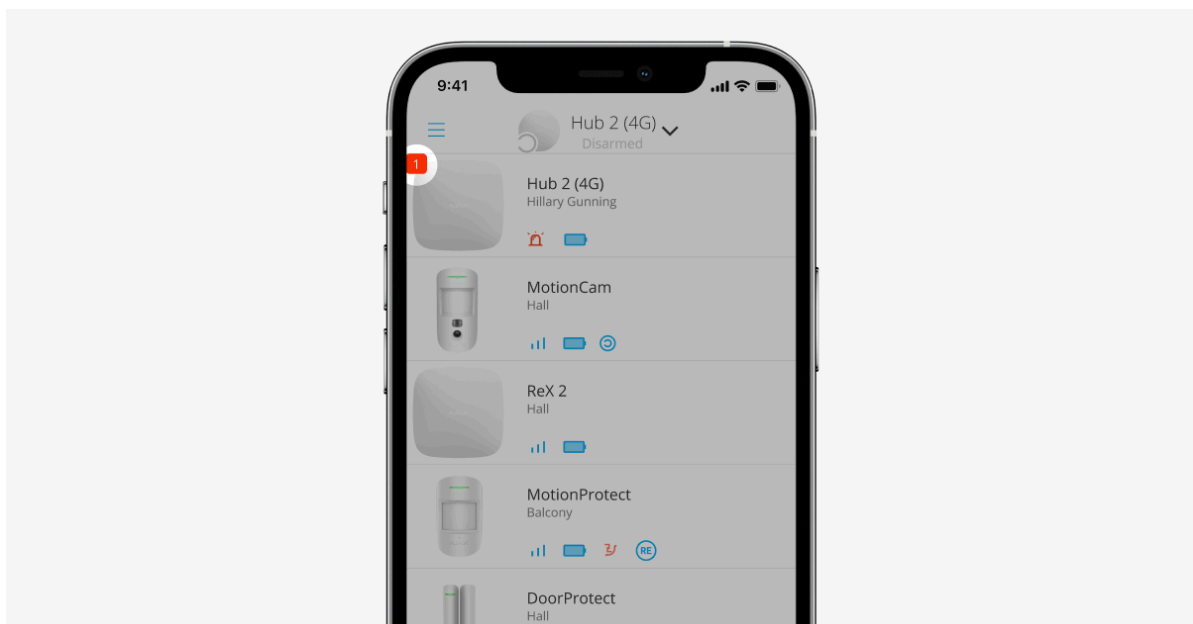 9:41
Hub 2 (4G)
Disarmed
1
Hub 2 (4G)
Hillary Gunning
MotionCam
Hall
ReX 2
Hall
MotionProtect
Balcony
RE
DoorProtect
Hall